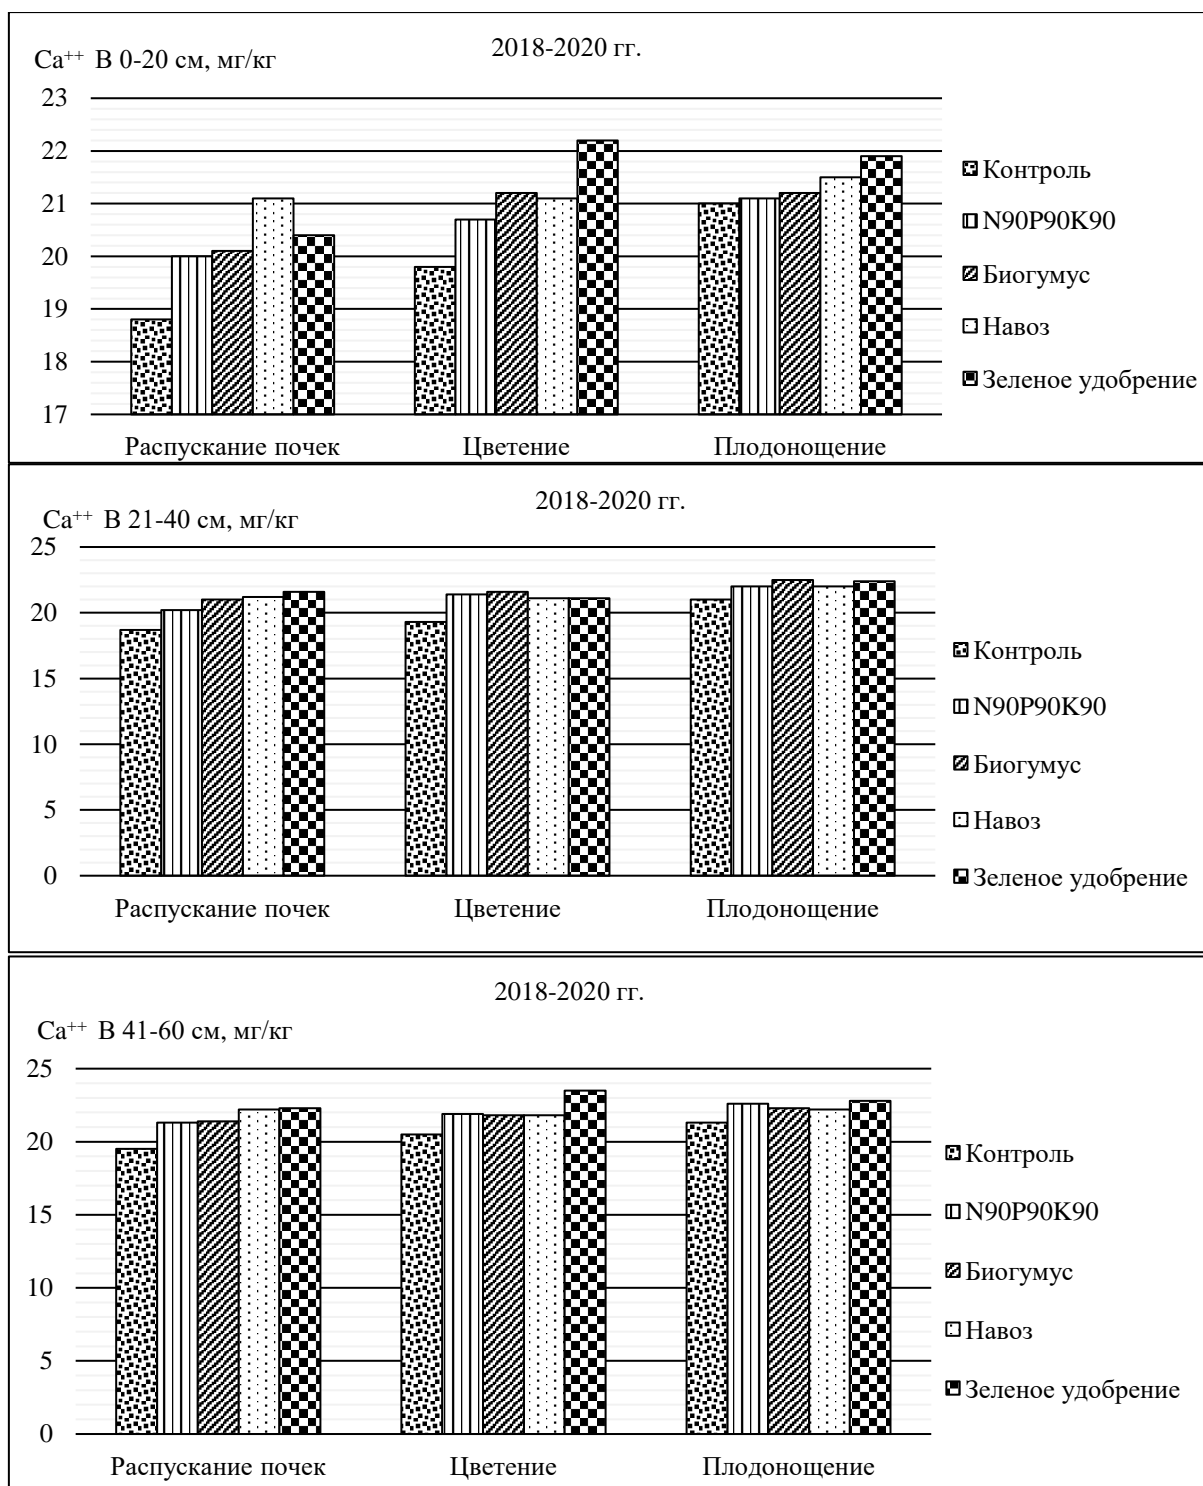 2018-2020 гг.
Ca⁺⁺ В 0-20 см, мг/кг
23
22
21
20
19
18
17
Распускание почек Цветение Плодонощение
Контроль
N90P90K90
Биогумус
Навоз
Зеленое удобрение
2018-2020 гг.
Ca⁺⁺ В 21-40 см, мг/кг
25
20
15
10
5
0
Распускание почек Цветение Плодонощение
Контроль
N90P90K90
Биогумус
Навоз
Зеленое удобрение
2018-2020 гг.
Ca⁺⁺ В 41-60 см, мг/кг
25
20
15
10
5
0
Распускание почек Цветение Плодонощение
Контроль
N90P90K90
Биогумус
Навоз
Зеленое удобрение